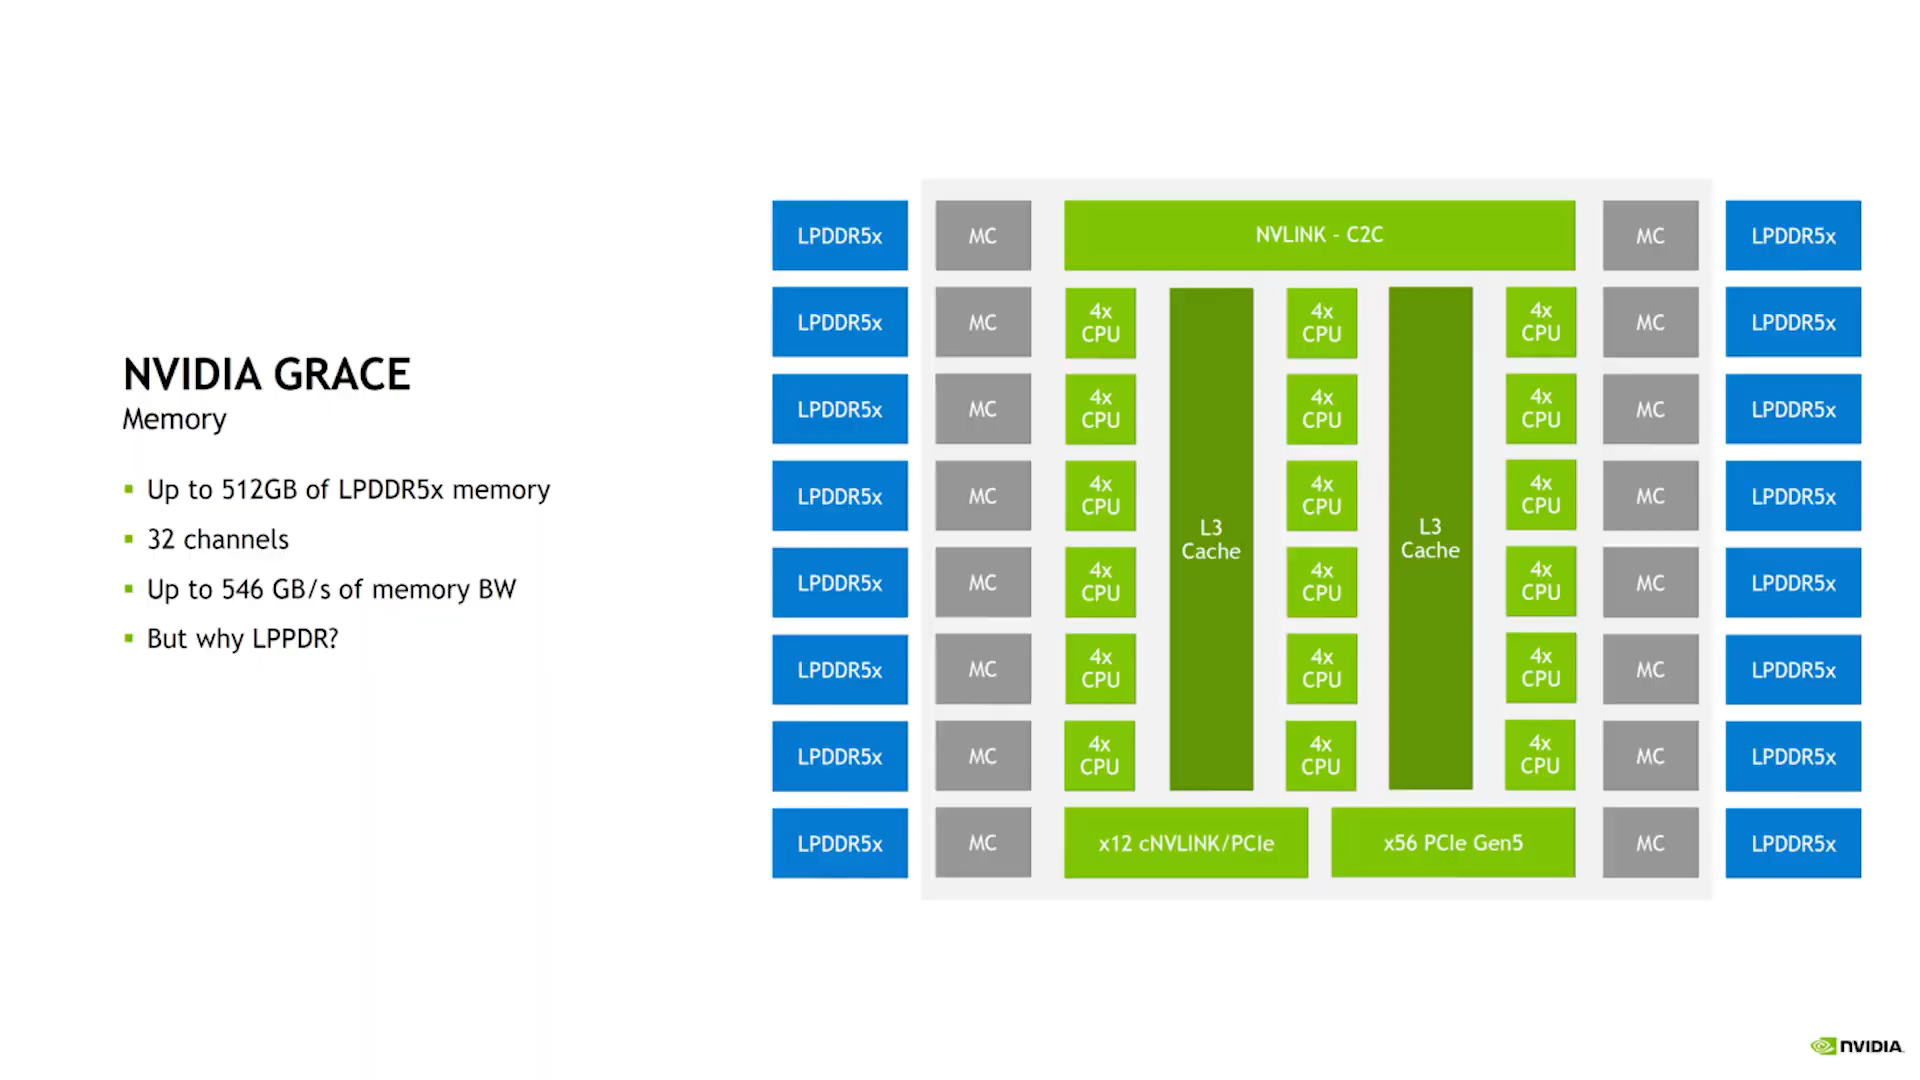 NVIDIA GRACE
Memory
Up to 512GB of LPDDR5x memory
32 channels
Up to 546 GB/s of memory BW
But why LPPDR?
LPDDR5x
MC
NVLINK - C2C
MC
LPDDR5x
LPDDR5x
MC
4x
CPU
4x
CPU
4x
CPU
MC
LPDDR5x
LPDDR5x
MC
4x
CPU
4x
CPU
4x
CPU
MC
LPDDR5x
LPDDR5x
MC
4x
CPU
4x
CPU
4x
CPU
MC
LPDDR5x
L3
Cache
L3
Cache
LPDDR5x
MC
4x
CPU
4x
CPU
4x
CPU
MC
LPDDR5x
LPDDR5x
MC
4x
CPU
4x
CPU
4x
CPU
MC
LPDDR5x
LPDDR5x
MC
4x
CPU
4x
CPU
4x
CPU
MC
LPDDR5x
LPDDR5x
MC
x12 cNVLINK/PCIe
x56 PCIe Gen5
MC
LPDDR5x
NVIDIA.